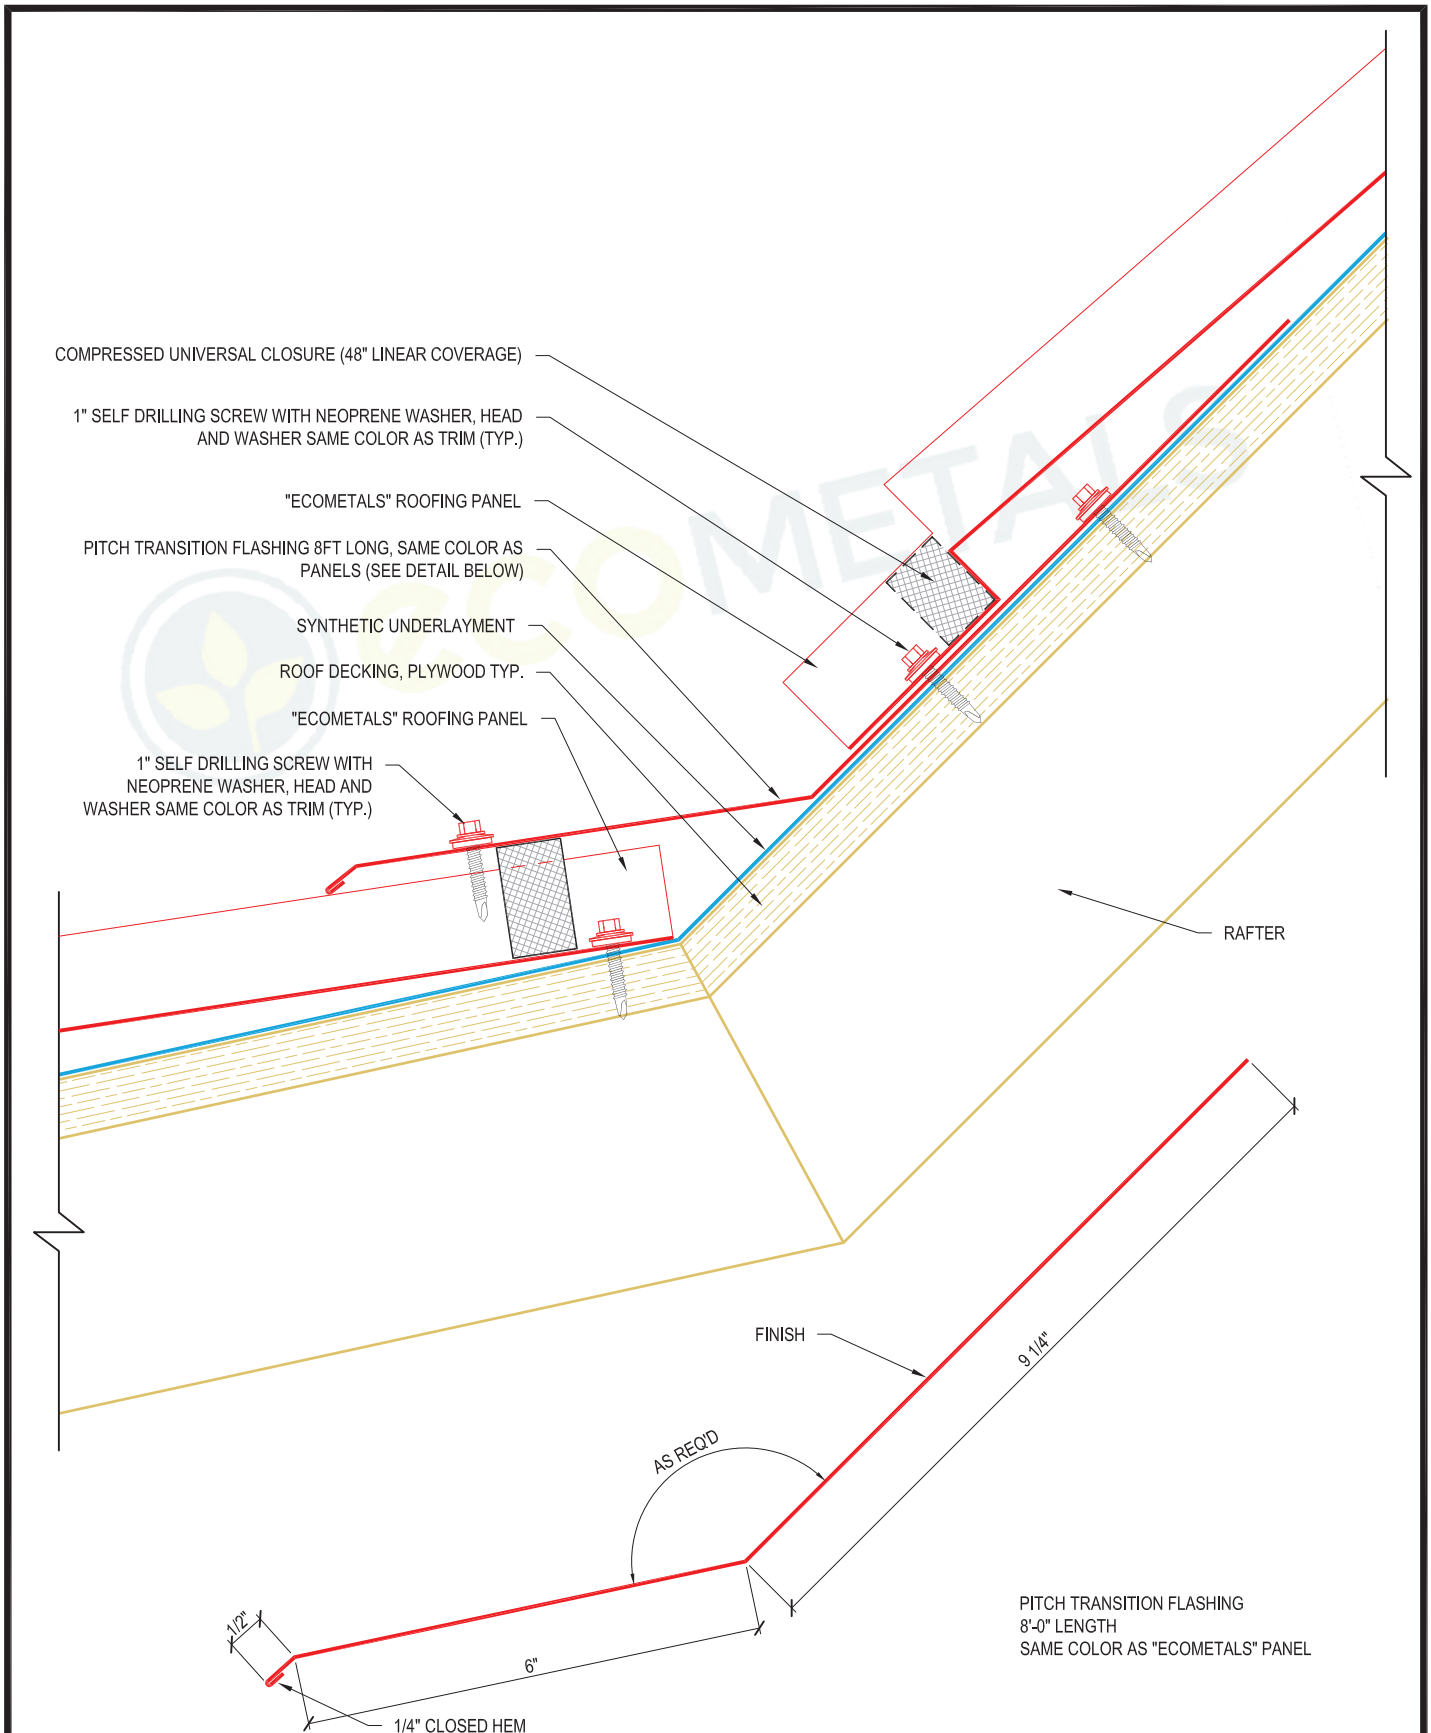 COMPRESSED UNIVERSAL CLOSURE (48" LINEAR COVERAGE)
1" SELF DRILLING SCREW WITH NEOPRENE WASHER, HEAD
AND WASHER SAME COLOR AS TRIM (TYP.)
"ECOMETALS" ROOFING PANEL
PITCH TRANSITION FLASHING 8FT LONG, SAME COLOR AS
PANELS (SEE DETAIL BELOW)
SYNTHETIC UNDERLAYMENT
ROOF DECKING, PLYWOOD TYP.
"ECOMETALS" ROOFING PANEL
1" SELF DRILLING SCREW WITH
NEOPRENE WASHER, HEAD AND
WASHER SAME COLOR AS TRIM (TYP.)
ecoMETALS
RAFTER
FINISH
9 1/4"
AS REQ'D
1/2"
6"
1/4" CLOSED HEM
PITCH TRANSITION FLASHING
8'-0" LENGTH
SAME COLOR AS "ECOMETALS" PANEL